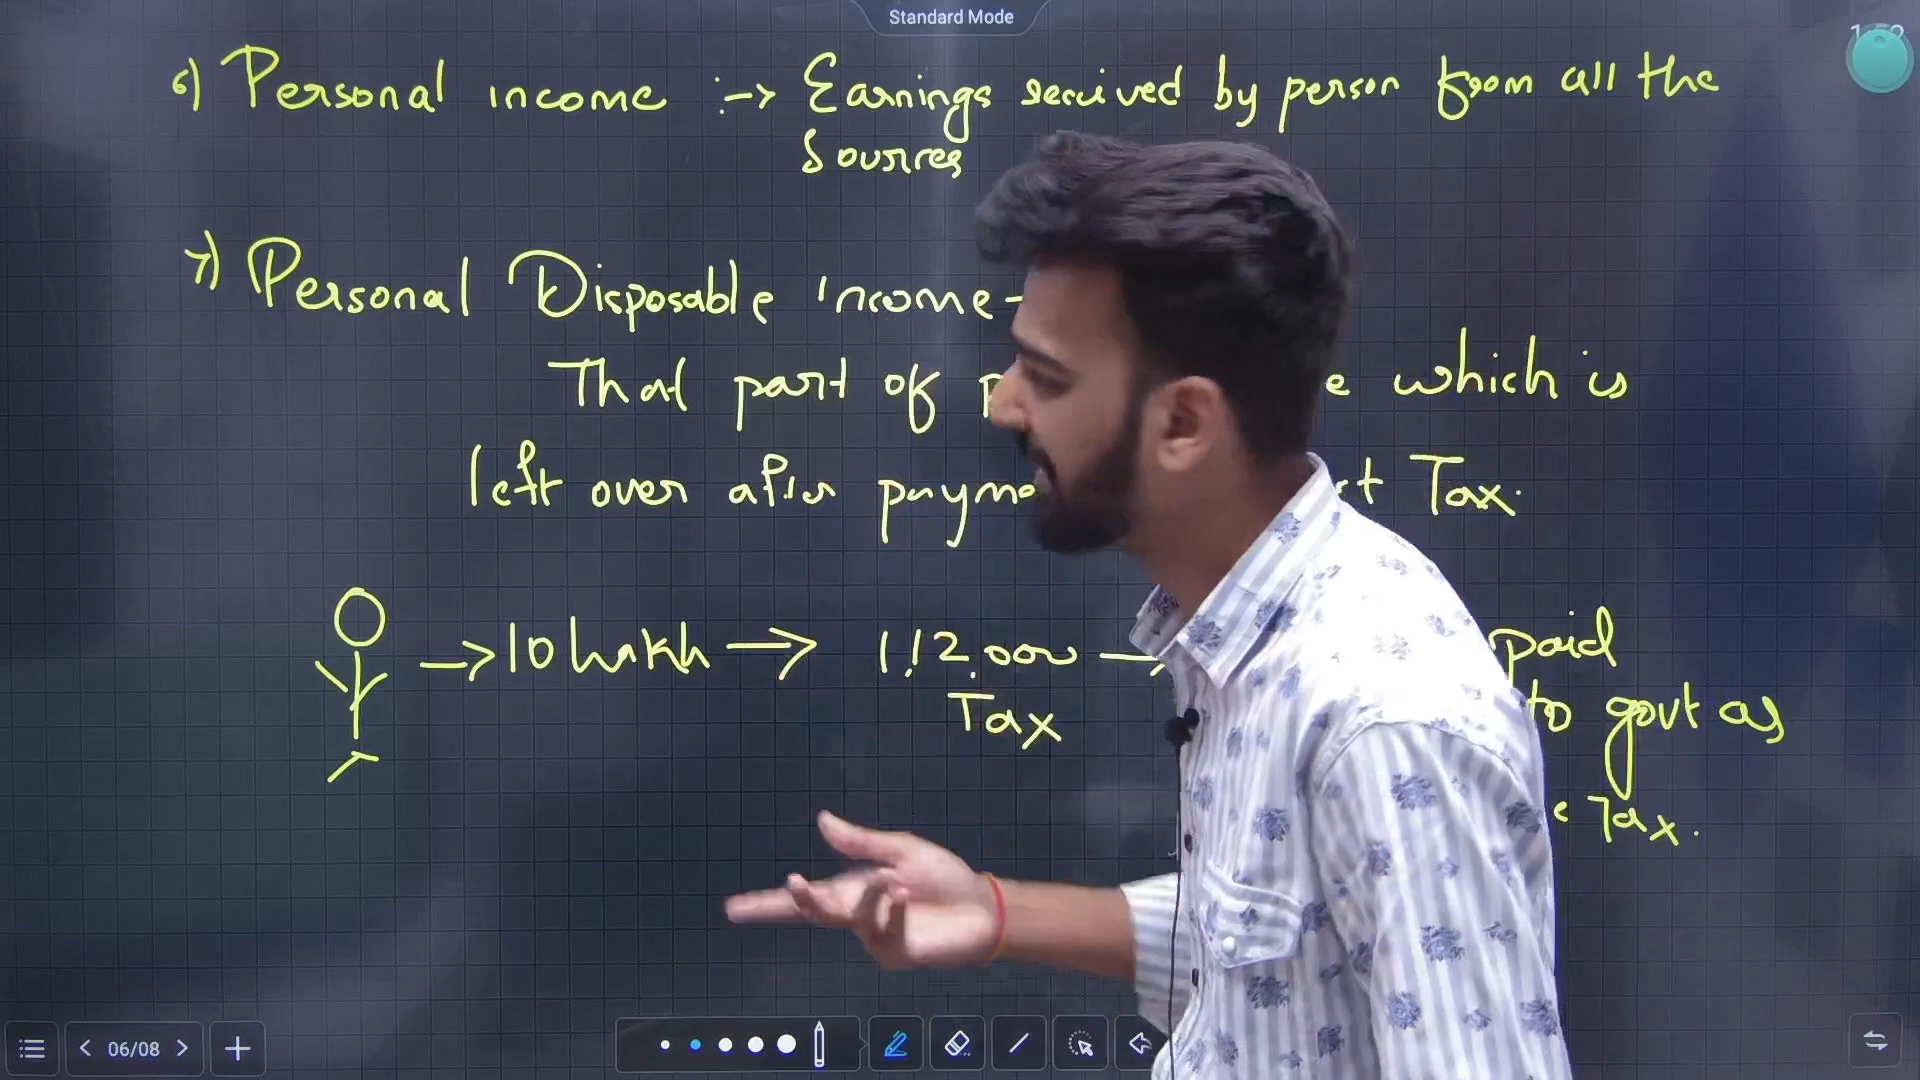 Standard Mode
6) Personal income :-> Earnings received by person from all the
Sources
7) Personal Disposable income -
That part of which is
left over after Tax.
-> 10 Lakh -> 1,12,000 -> paid
Tax to govt as
Tax.
06/08